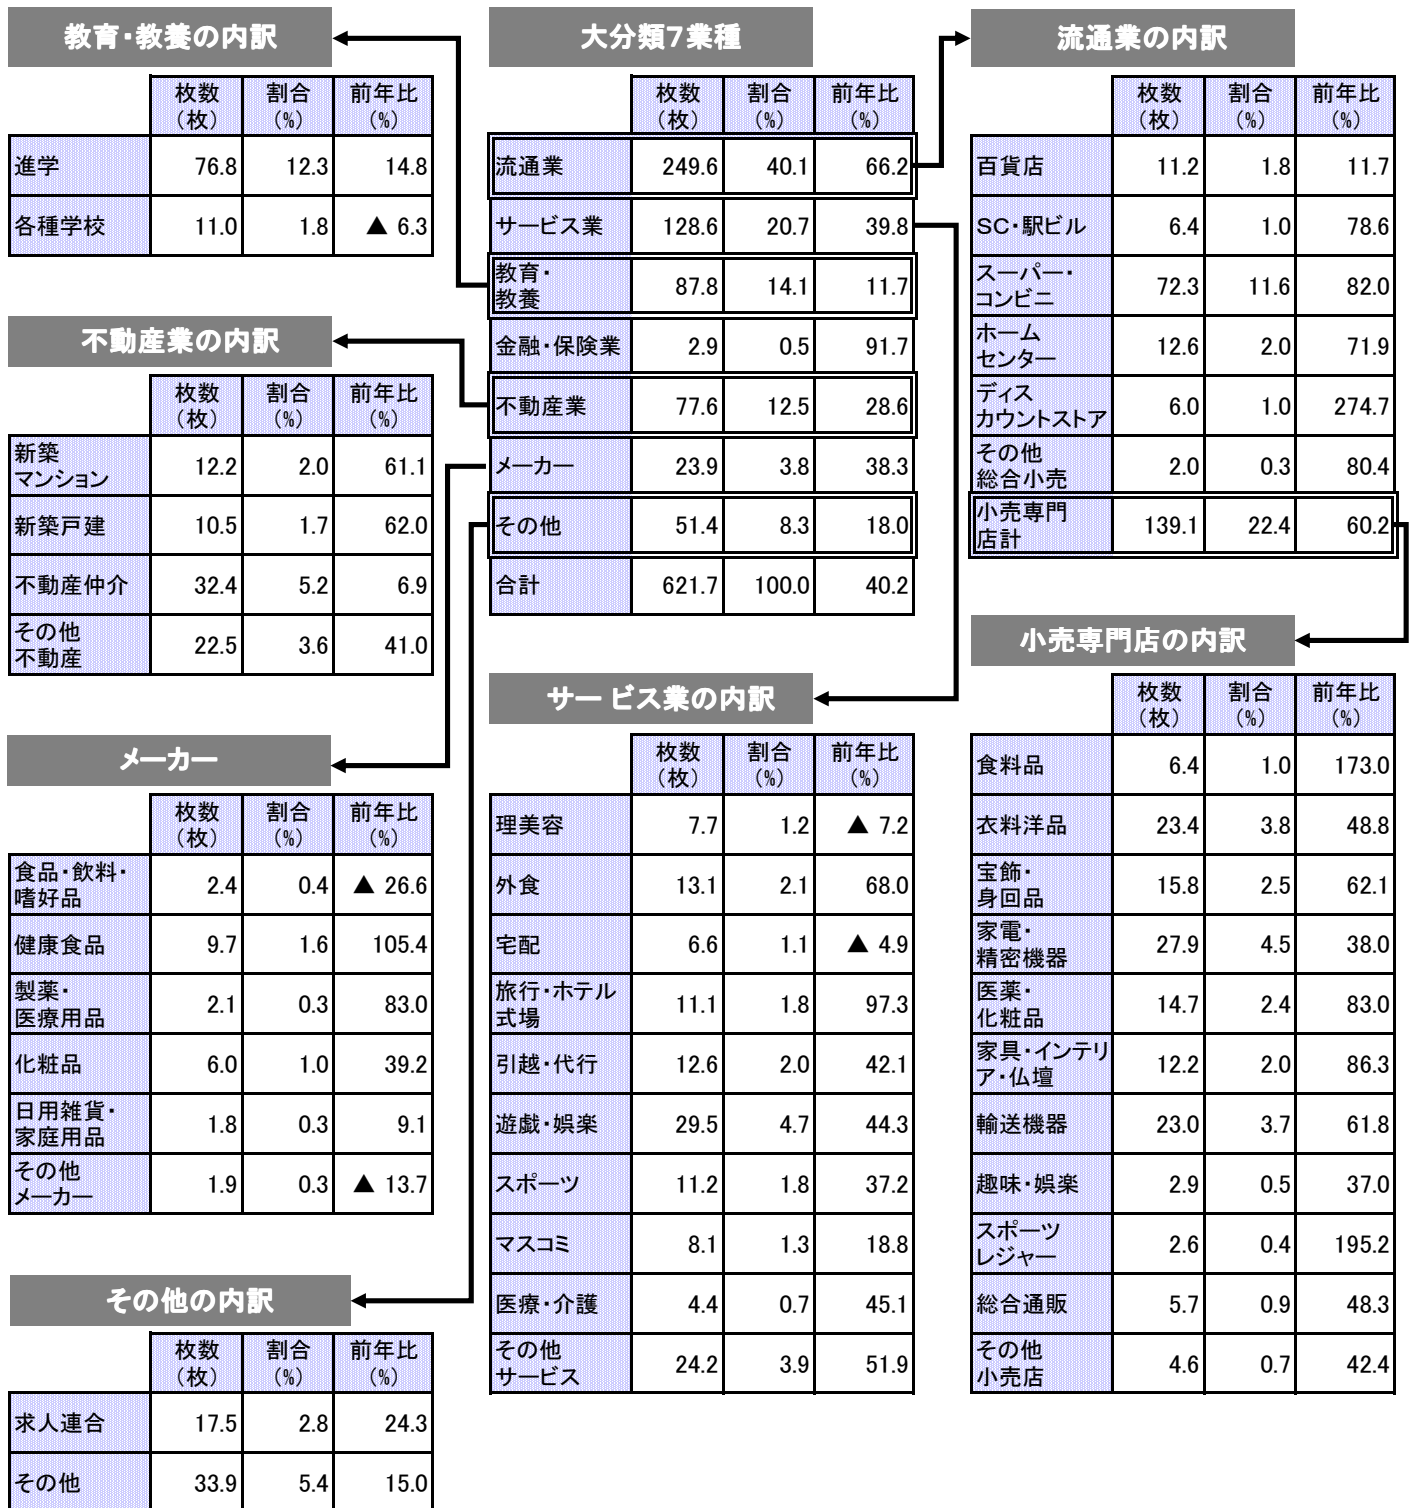 教育・教養の内訳
枚数 割合 前年比
（枚） （%） （%）
進学 76.8 12.3 14.8
各種学校 11.0 1.8 ▲ 6.3
不動産業の内訳
枚数 割合 前年比
（枚） （%） （%）
新築
マンション 12.2 2.0 61.1
新築戸建 10.5 1.7 62.0
不動産仲介 32.4 5.2 6.9
その他
不動産 22.5 3.6 41.0
メーカー
枚数 割合 前年比
（枚） （%） （%）
食品・飲料・
嗜好品 2.4 0.4 ▲ 26.6
健康食品 9.7 1.6 105.4
製薬・
医療用品 2.1 0.3 83.0
化粧品 6.0 1.0 39.2
日用雑貨・
家庭用品 1.8 0.3 9.1
その他
メーカー 1.9 0.3 ▲ 13.7
その他の内訳
枚数 割合 前年比
（枚） （%） （%）
求人連合 17.5 2.8 24.3
その他 33.9 5.4 15.0
大分類7業種
枚数 割合 前年比
（枚） （%） （%）
流通業 249.6 40.1 66.2
サービス業 128.6 20.7 39.8
教育・
教養 87.8 14.1 11.7
金融・保険業 2.9 0.5 91.7
不動産業 77.6 12.5 28.6
メーカー 23.9 3.8 38.3
その他 51.4 8.3 18.0
合計 621.7 100.0 40.2
サービス業の内訳
枚数 割合 前年比
（枚） （%） （%）
理美容 7.7 1.2 ▲ 7.2
外食 13.1 2.1 68.0
宅配 6.6 1.1 ▲ 4.9
旅行・ホテル
式場 11.1 1.8 97.3
引越・代行 12.6 2.0 42.1
遊戯・娯楽 29.5 4.7 44.3
スポーツ 11.2 1.8 37.2
マスコミ 8.1 1.3 18.8
医療・介護 4.4 0.7 45.1
その他
サービス 24.2 3.9 51.9
流通業の内訳
枚数 割合 前年比
（枚） （%） （%）
百貨店 11.2 1.8 11.7
SC・駅ビル 6.4 1.0 78.6
スーパー・
コンビニ 72.3 11.6 82.0
ホーム
センター 12.6 2.0 71.9
ディス
カウントストア 6.0 1.0 274.7
その他
総合小売 2.0 0.3 80.4
小売専門
店計 139.1 22.4 60.2
小売専門店の内訳
枚数 割合 前年比
（枚） （%） （%）
食料品 6.4 1.0 173.0
衣料洋品 23.4 3.8 48.8
宝飾・
身回品 15.8 2.5 62.1
家電・
精密機器 27.9 4.5 38.0
医薬・
化粧品 14.7 2.4 83.0
家具・インテリ
ア・仏壇 12.2 2.0 86.3
輸送機器 23.0 3.7 61.8
趣味・娯楽 2.9 0.5 37.0
スポーツ
レジャー 2.6 0.4 195.2
総合通販 5.7 0.9 48.3
その他
小売店 4.6 0.7 42.4